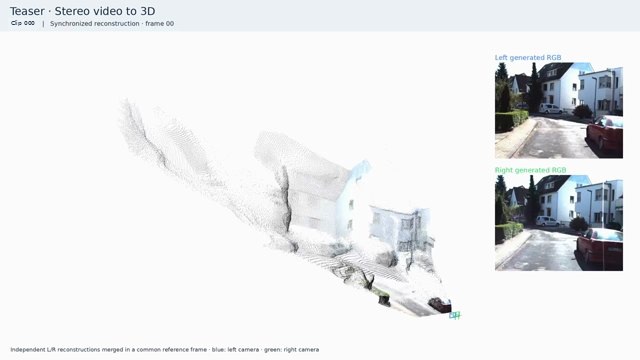 Teaser · Stereo video to 3D
Clip 000 | Synchronized reconstruction · frame 00
Left generated RGB
Right generated RGB
Independent L/R reconstructions merged in a common reference frame · blue: left camera · green: right camera